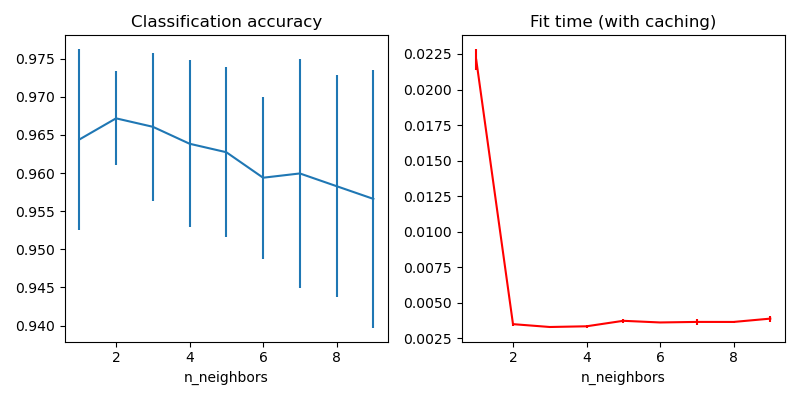 Classification accuracy
0.975
0.970
0.965
0.960
0.955
0.950
0.945
0.940
2 4 6 8
n_neighbors
Fit time (with caching)
0.0225
0.0200
0.0175
0.0150
0.0125
0.0100
0.0075
0.0050
0.0025
2 4 6 8
n_neighbors